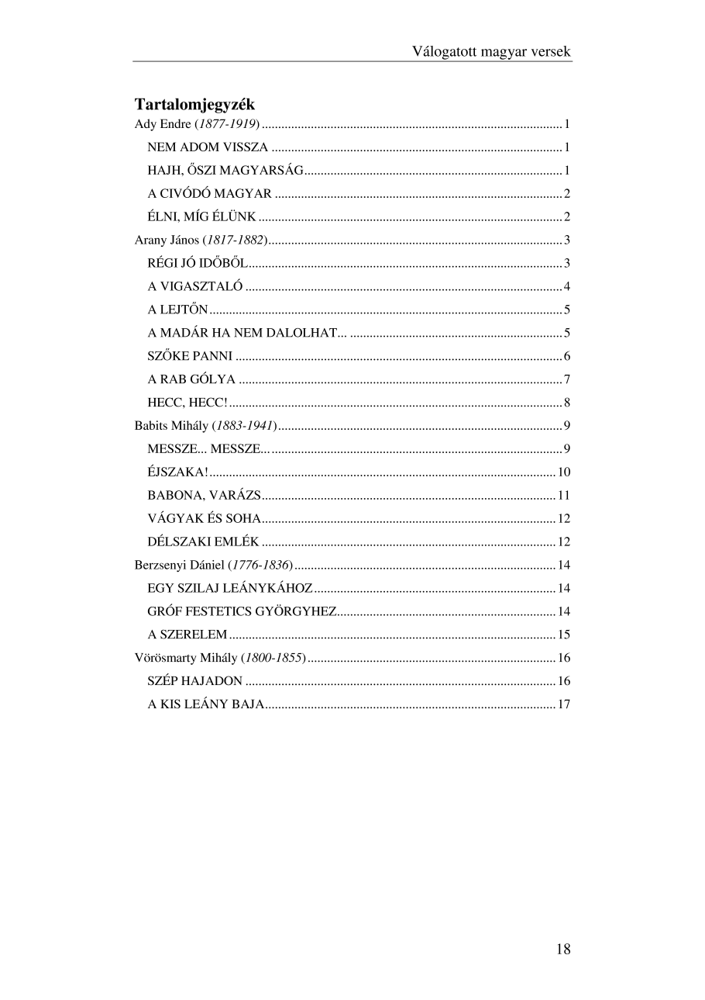 Válogatott magyar versek
Tartalomjegyzék
Ady Endre (1877-1919) ............................................................................................ 1
NEM ADOM VISSZA ......................................................................................... 1
HAJH, ŐSZI MAGYARSÁG............................................................................... 1
A CIVÓDÓ MAGYAR ........................................................................................ 2
ÉLNI, MÍG ÉLÜNK ............................................................................................. 2
Arany János (1817-1882).......................................................................................... 3
RÉGI JÓ IDŐBŐL................................................................................................ 3
A VIGASZTALÓ ................................................................................................. 4
A LEJTŐN............................................................................................................ 5
A MADÁR HA NEM DALOLHAT... ................................................................. 5
SZŐKE PANNI .................................................................................................... 6
A RAB GÓLYA ................................................................................................... 7
HECC, HECC!...................................................................................................... 8
Babits Mihály (1883-1941)....................................................................................... 9
MESSZE... MESSZE............................................................................................ 9
ÉJSZAKA!.......................................................................................................... 10
BABONA, VARÁZS.......................................................................................... 11
VÁGYAK ÉS SOHA.......................................................................................... 12
DÉLSZAKI EMLÉK .......................................................................................... 12
Berzsenyi Dániel (1776-1836)................................................................................ 14
EGY SZILAJ LEÁNYKÁHOZ.......................................................................... 14
GRÓF FESTETICS GYÖRGYHEZ................................................................... 14
A SZERELEM.................................................................................................... 15
Vörösmarty Mihály (1800-1855)............................................................................ 16
SZÉP HAJADON ............................................................................................... 16
A KIS LEÁNY BAJA......................................................................................... 17
18